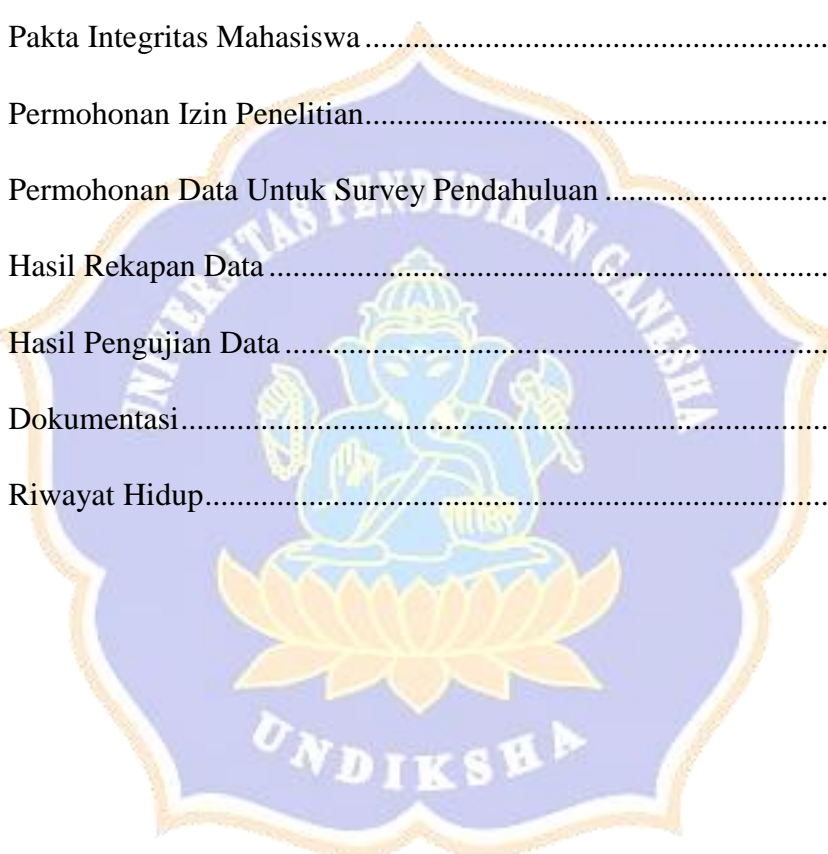 Pakta Integritas Mahasiswa ..........................................................
Permohonan Izin Penelitian..........................................................
Permohonan Data Untuk Survey Pendahuluan ............................
Hasil Rekapan Data ......................................................................
Hasil Pengujian Data ....................................................................
Dokumentasi.................................................................................
Riwayat Hidup..............................................................................
UNIVERSITAS PENDIDIKAN GANESHA
UNDIKSHA